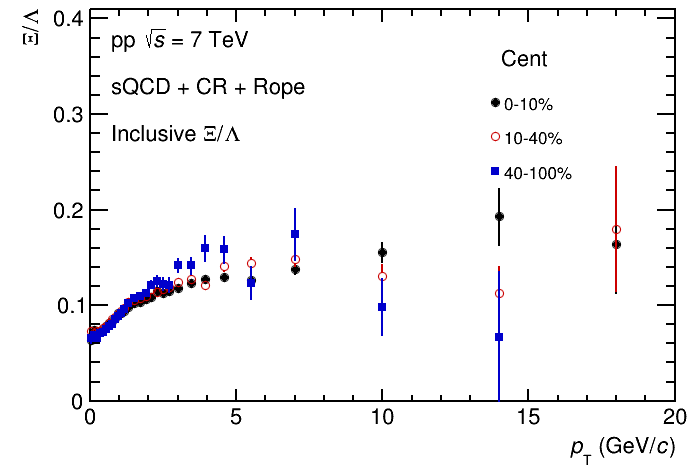 Ξ/Λ
0.4
0.3
0.2
0.1
0
pp √s = 7 TeV
sQCD + CR + Rope
Inclusive Ξ/Λ
Cent
0-10%
10-40%
40-100%
0 5 10 15 20
p_T (GeV/c)